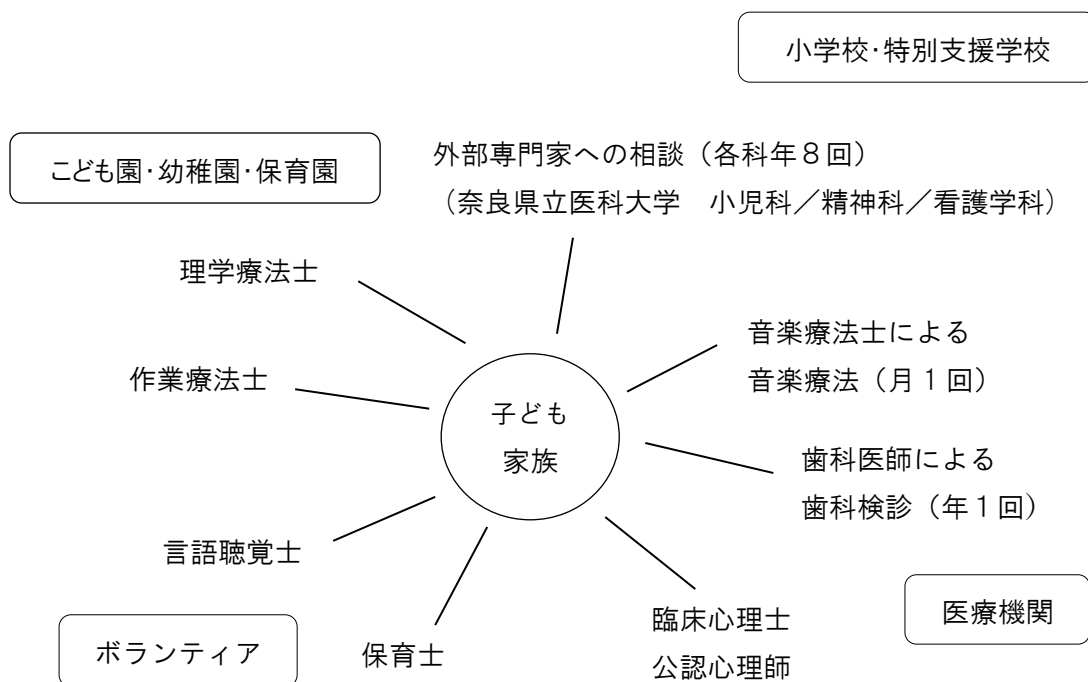 小学校・特別支援学校
こども園・幼稚園・保育園
外部専門家への相談（各科年８回）
（奈良県立医科大学　小児科／精神科／看護学科）
理学療法士
音楽療法士による
音楽療法（月１回）
作業療法士
子ども
家族
歯科医師による
歯科検診（年１回）
言語聴覚士
臨床心理士
公認心理師
医療機関
ボランティア
保育士